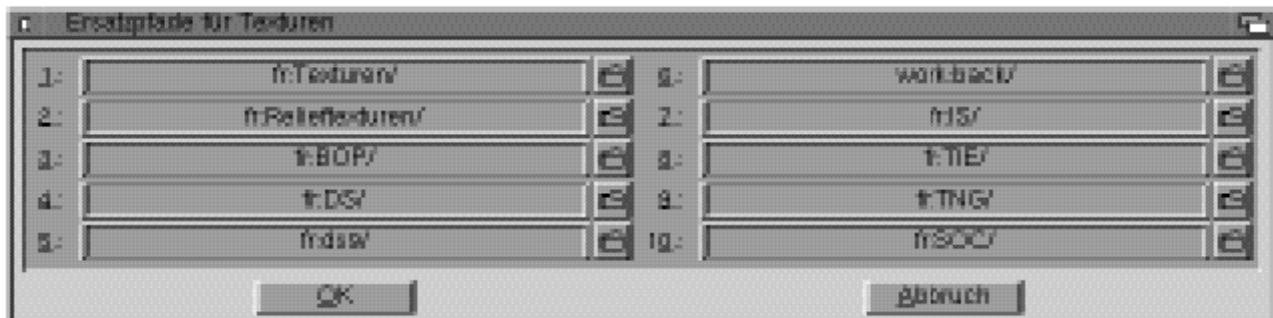 Ersatzpfade für Texturen
1.: fr:Texturen/
2.: fr:Relieftexturen/
3.: fr:BOP/
4.: fr:DS/
5.: fr:ds9/
6.: work:back/
7.: fr:IS/
8.: fr:TIE/
9.: fr:TNG/
10.: fr:SOC/
OK Abbruch